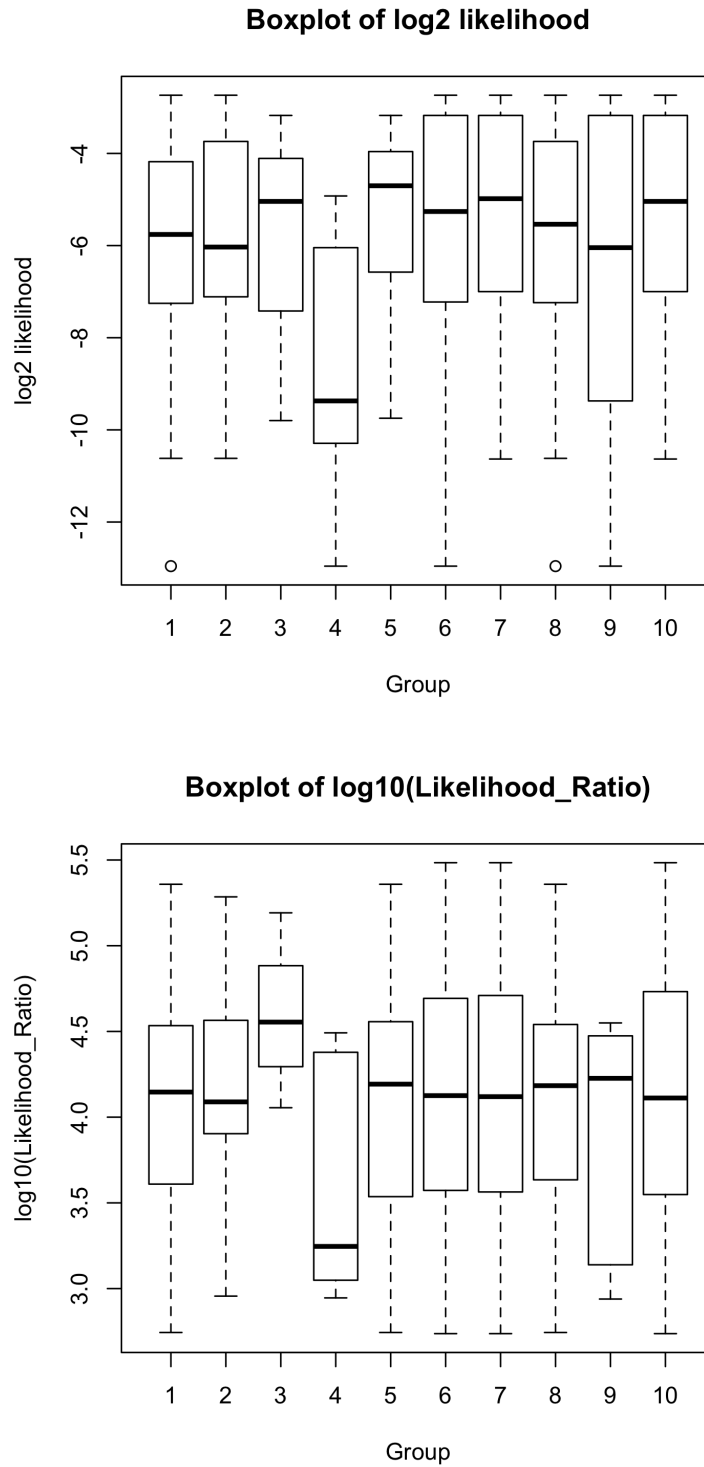 Boxplot of log2 likelihood
log2 likelihood
-4
-6
-8
-10
-12
1 2 3 4 5 6 7 8 9 10
Group
Boxplot of log10(Likelihood_Ratio)
log10(Likelihood_Ratio)
5.5
5.0
4.5
4.0
3.5
3.0
1 2 3 4 5 6 7 8 9 10
Group